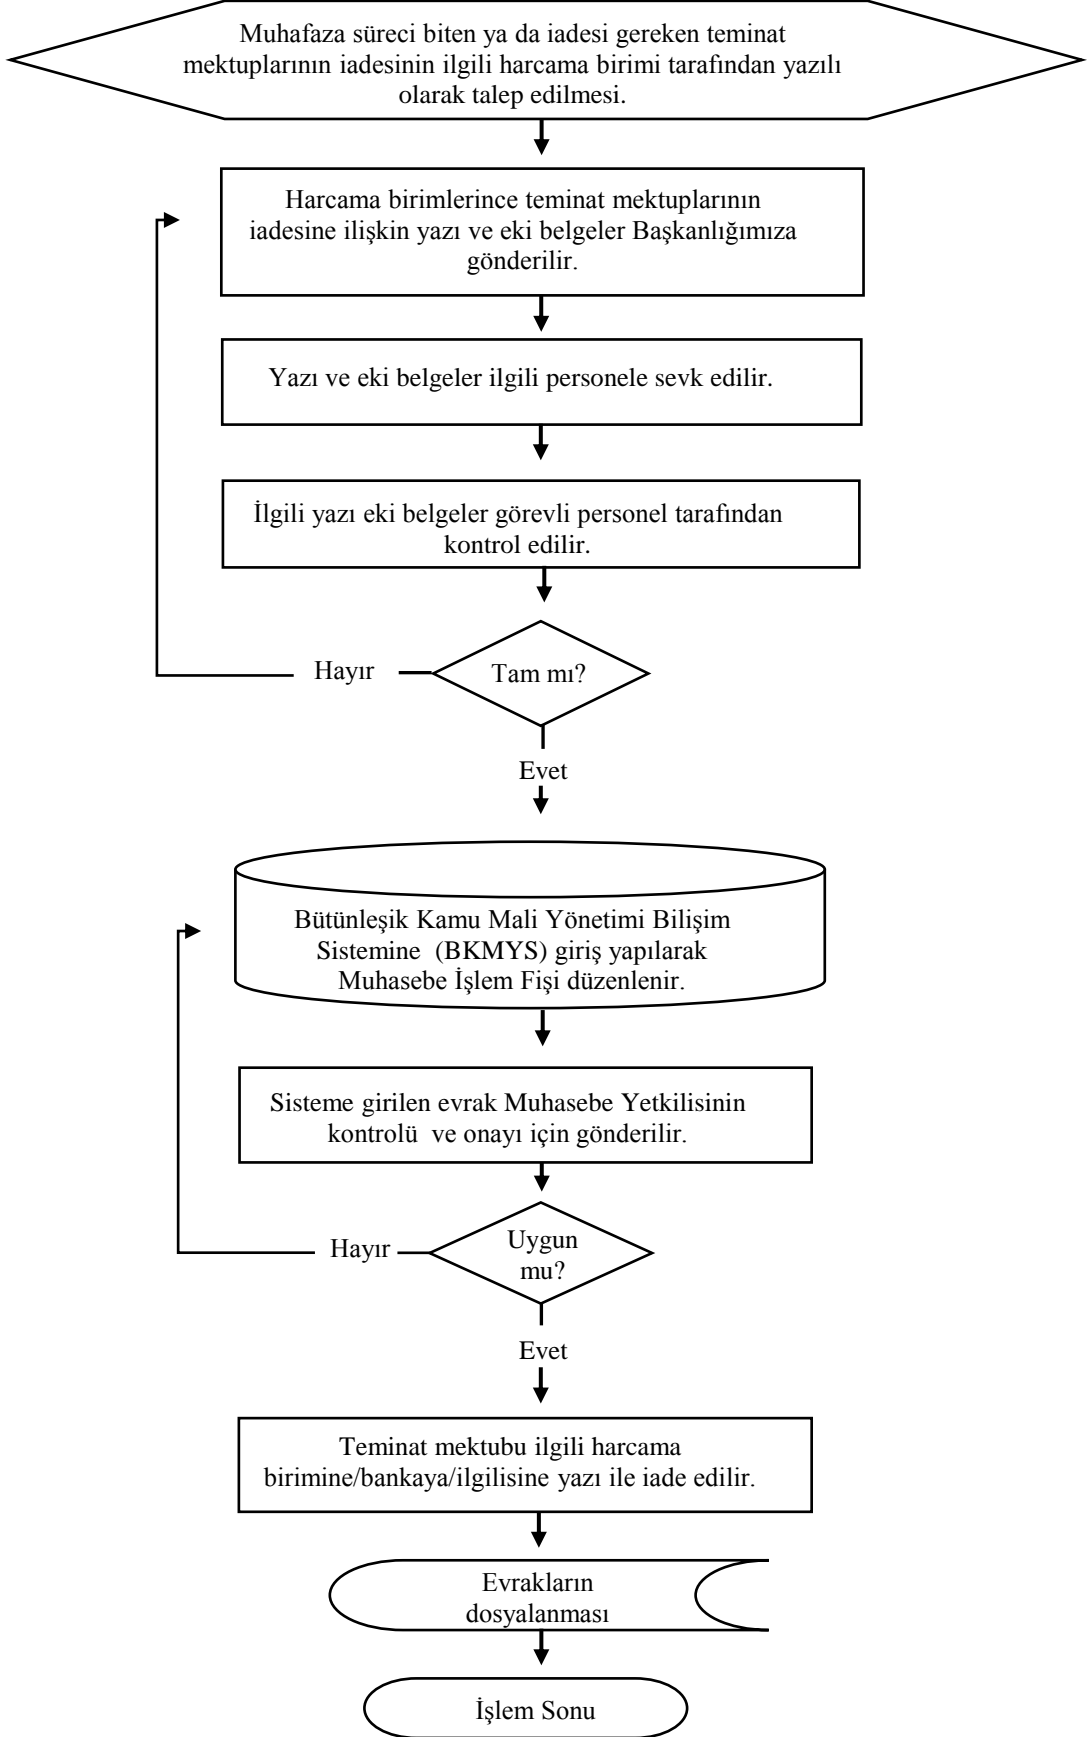 Muhafaza süreci biten ya da iadesi gereken teminat
mektuplarının iadesinin ilgili harcama birimi tarafından yazılı
olarak talep edilmesi.
Harcama birimlerince teminat mektuplarının
iadesine ilişkin yazı ve eki belgeler Başkanlığımıza
gönderilir.
Yazı ve eki belgeler ilgili personele sevk edilir.
İlgili yazı eki belgeler görevli personel tarafından
kontrol edilir.
Hayır
Tam mı?
Evet
Bütünleşik Kamu Mali Yönetimi Bilişim
Sistemine (BKMYS) giriş yapılarak
Muhasebe İşlem Fişi düzenlenir.
Sisteme girilen evrak Muhasebe Yetkilisinin
kontrolü ve onayı için gönderilir.
Hayır
Uygun
mu?
Evet
Teminat mektubu ilgili harcama
birimine/bankaya/ilgilisine yazı ile iade edilir.
Evrakların
dosyalanması
İşlem Sonu